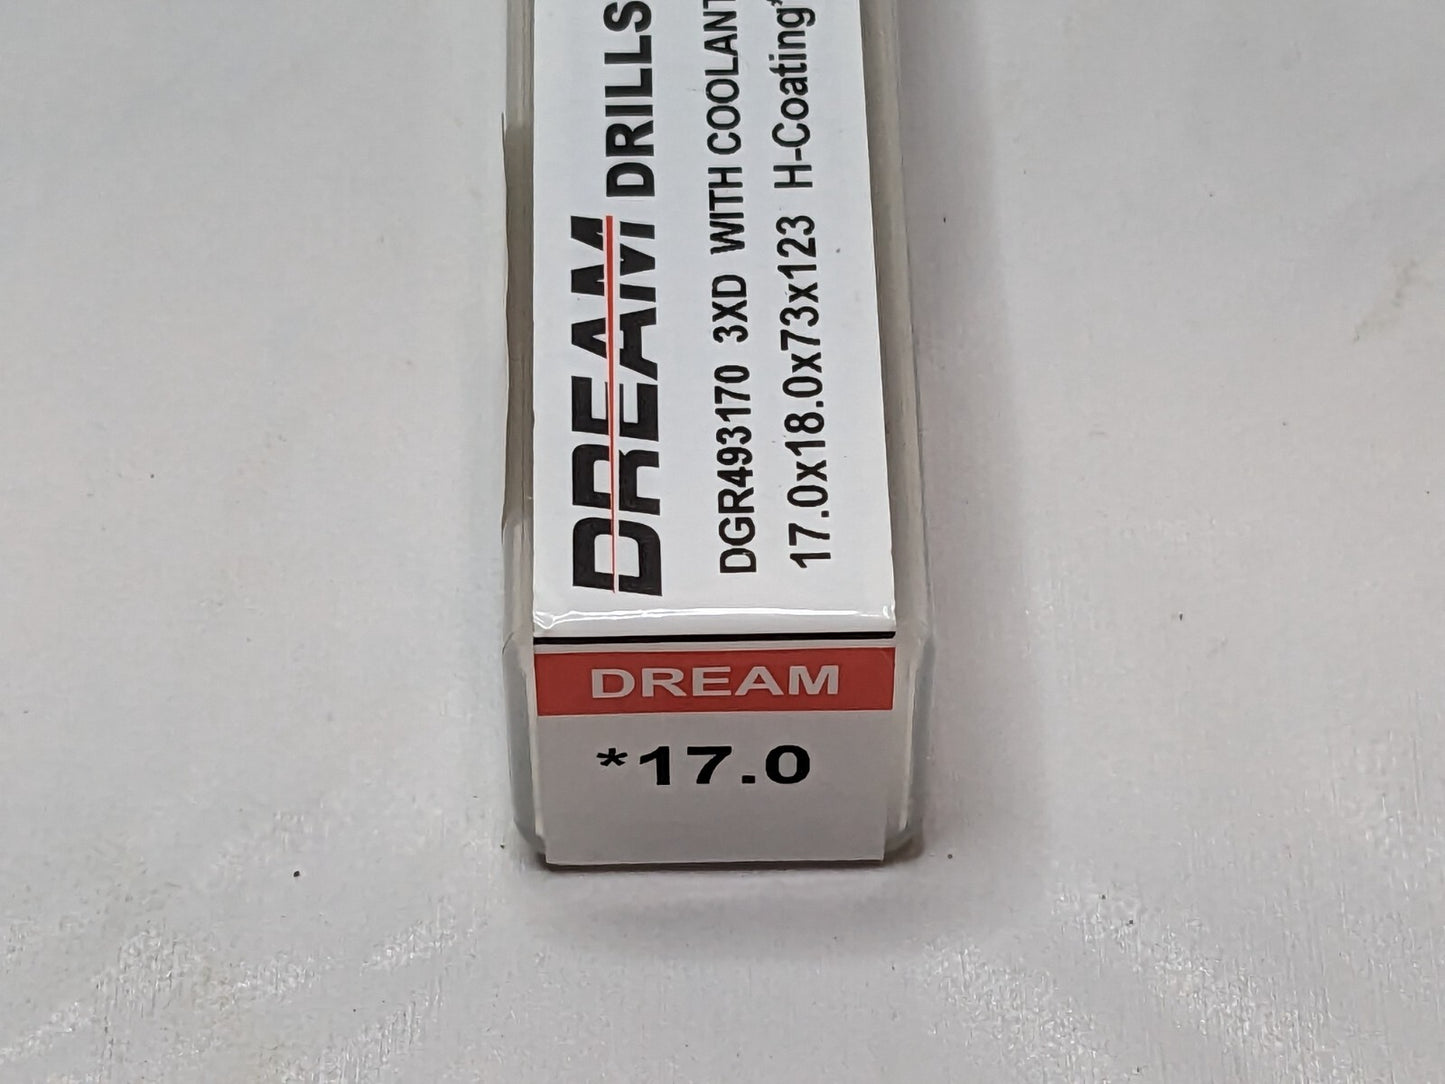 DREAM DRILLS
DGR493170 3XD WITH COOLANT
17.0x18.0x73x123 H-Coating*
DREAM
*17.0